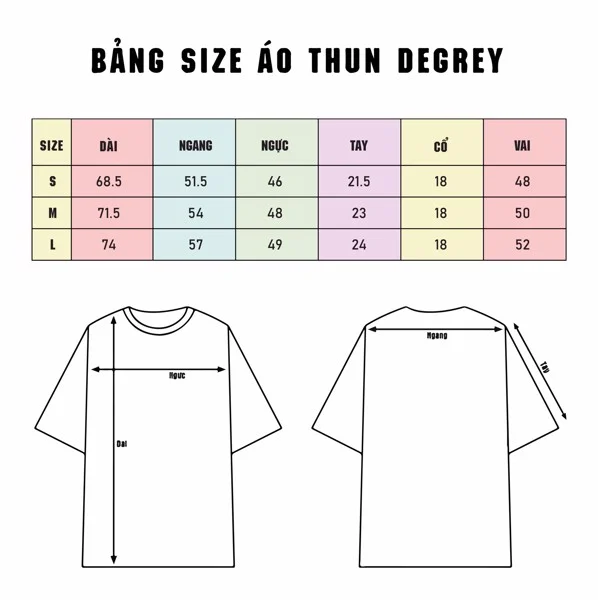 BẢNG SIZE ÁO THUN DEGREY
SIZE DÀI NGANG NGỰC TAY CỔ VAI
S 68.5 51.5 46 21.5 18 48
M 71.5 54 48 23 18 50
L 74 57 49 24 18 52
Ngang
Tay
Ngực
Dài